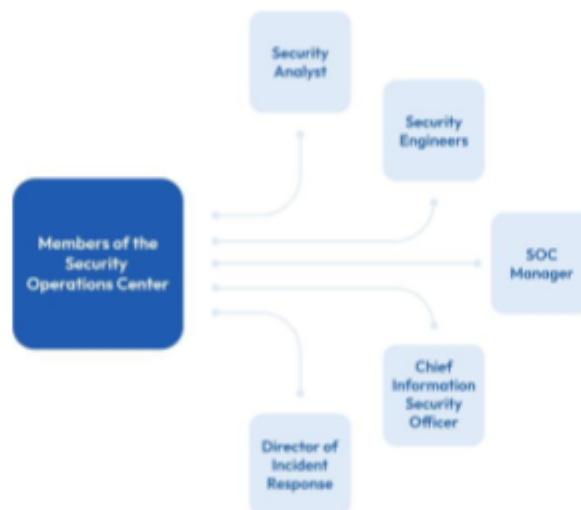 Security
Analyst
Security
Engineers
Members of the
Security
Operations Center
SOC
Manager
Chief
Information
Security
Officer
Director of
Incident
Response